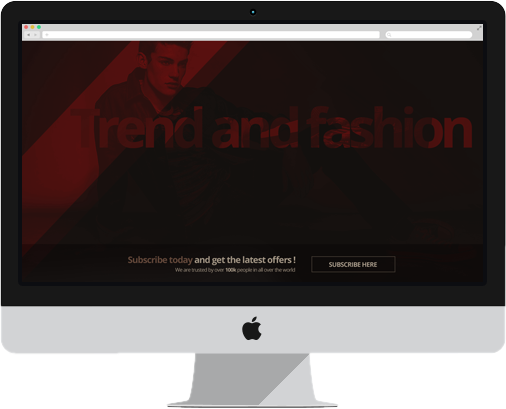 Trend and fashion
Subscribe today and get the latest offers !
We are trusted by over 100k people in all over the world
SUBSCRIBE HERE